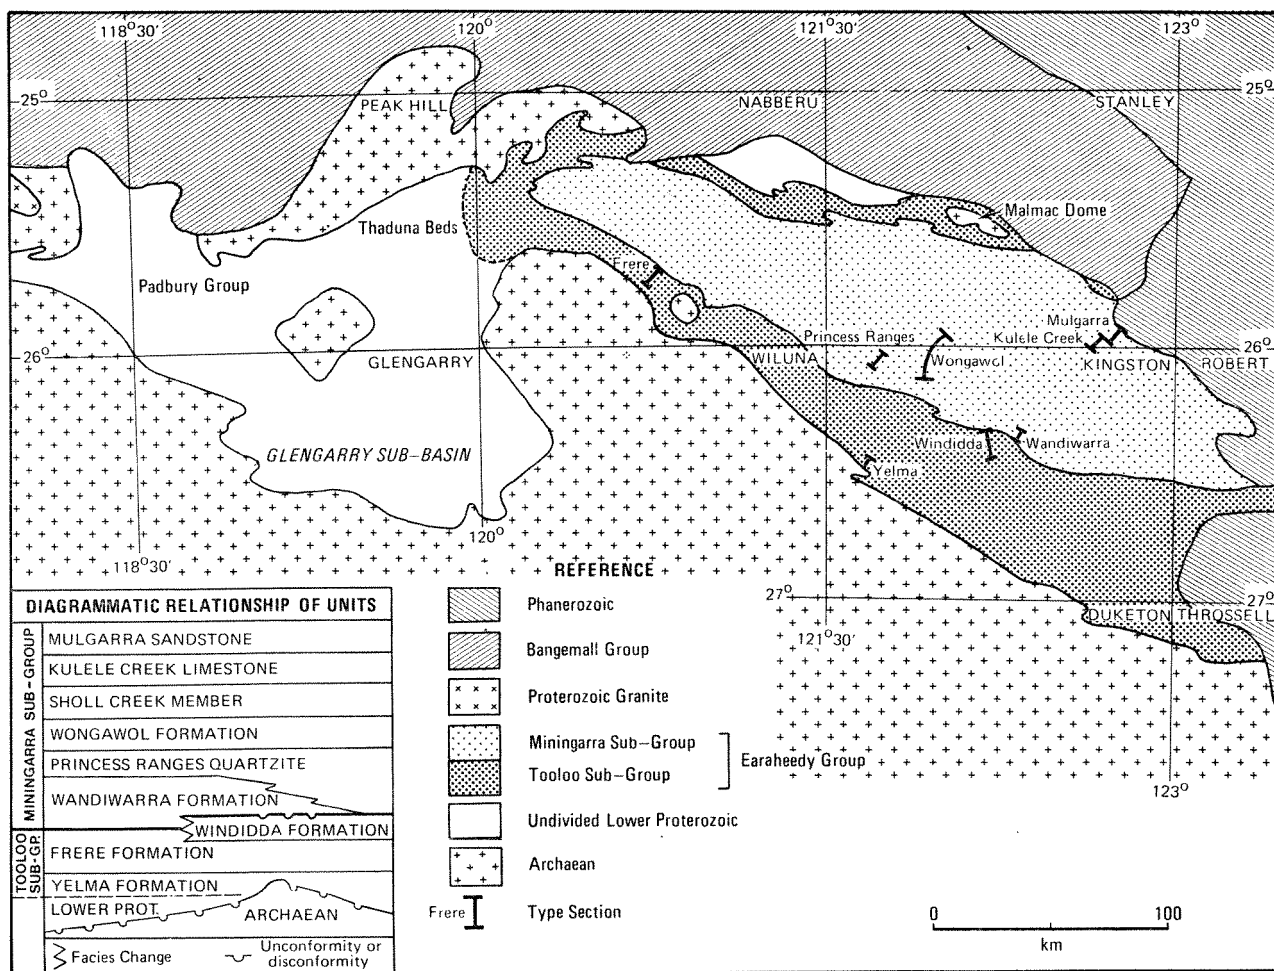 118°30'
120°
121°30'
123°
25°
PEAK HILL
NABBERU
STANLEY
25°
Malmac Dome
Thaduna Beds
Padbury Group
Frere
Mulgarra
Princess Ranges
Kulele Creek
26°
GLENGARRY
WILUNA
Wongawol
KINGSTON
ROBERT
26°
Windidda
Wandiwarra
GLENGARRY SUB-BASIN
Yelma
120°
118°30'
27°
DUKETON
THROSSELL
27°
121°30'
123°
DIAGRAMMATIC RELATIONSHIP OF UNITS
MININGARRA SUB-GROUP
MULGARRA SANDSTONE
KULELE CREEK LIMESTONE
SHOLL CREEK MEMBER
WONGAWOL FORMATION
PRINCESS RANGES QUARTZITE
WANDIWARRA FORMATION
WINDIDDA FORMATION
TOOLOO
SUB-GP.
FRERE FORMATION
YELMA FORMATION
LOWER PROT.
ARCHAEAN
Facies Change
Unconformity or
disconformity
REFERENCE
Phanerozoic
Bangemall Group
Proterozoic Granite
Miningarra Sub-Group
Tooloo Sub-Group
Earaheedy Group
Undivided Lower Proterozoic
Archaean
Frere
Type Section
0
100
km